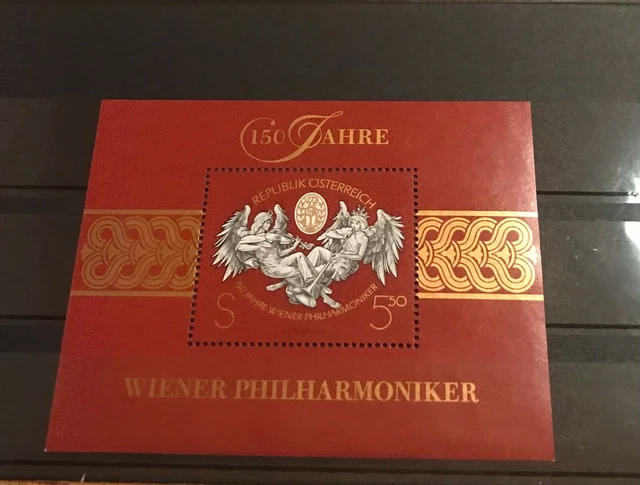 150 JAHRE
REPUBLIK ÖSTERREICH
150 JAHRE WIENER PHILHARMONIKER
S 5.50
WIENER PHILHARMONIKER